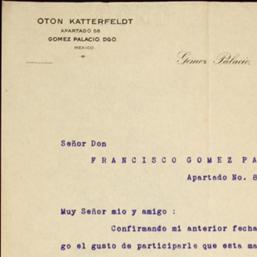 OTON KATTERFELDT
APARTADO 58
GOMEZ PALACIO, DGO.
MEXICO.
Gomez Palacio,
Señor Don
FRANCISCO GOMEZ PA
Apartado No. 8
Muy Señor mio y amigo :
Confirmando mi anterior fecha
go el gusto de participarle que esta ma